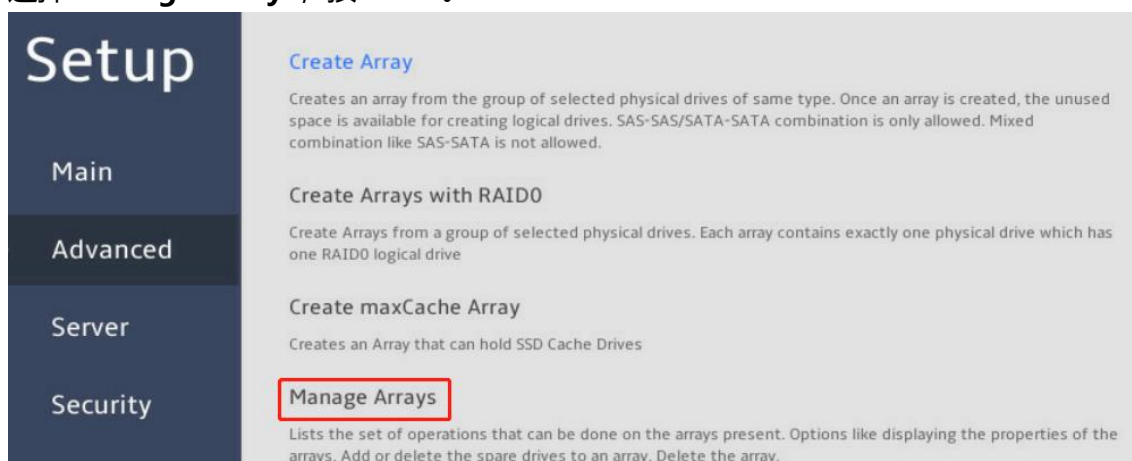 Setup
Main
Advanced
Server
Security
Create Array
Creates an array from the group of selected physical drives of same type. Once an array is created, the unused
space is available for creating logical drives. SAS-SAS/SATA-SATA combination is only allowed. Mixed
combination like SAS-SATA is not allowed.
Create Arrays with RAID0
Create Arrays from a group of selected physical drives. Each array contains exactly one physical drive which has
one RAID0 logical drive
Create maxCache Array
Creates an Array that can hold SSD Cache Drives
Manage Arrays
Lists the set of operations that can be done on the arrays present. Options like displaying the properties of the
arrays. Add or delete the spare drives to an array. Delete the array.